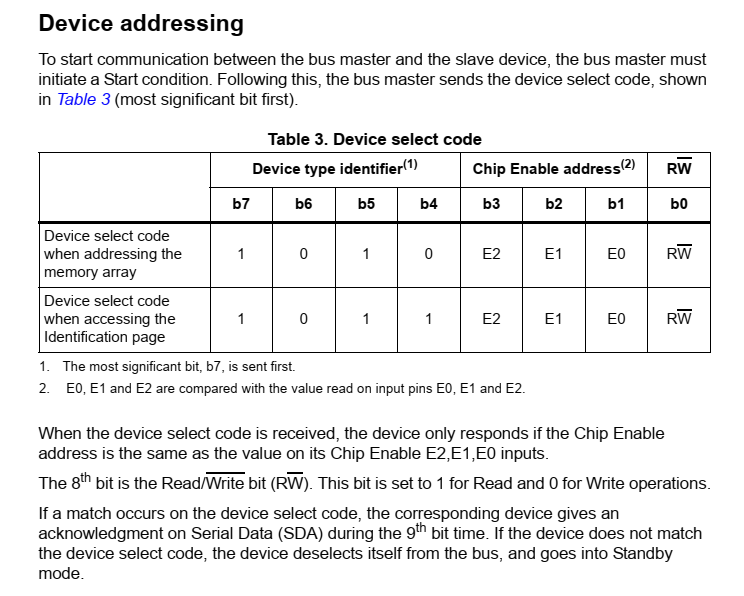 Device addressing
To start communication between the bus master and the slave device, the bus master must
initiate a Start condition. Following this, the bus master sends the device select code, shown
in Table 3 (most significant bit first).
Table 3. Device select code
Device type identifier(1) Chip Enable address(2) RW̅
b7 b6 b5 b4 b3 b2 b1 b0
Device select code
when addressing the
memory array
1 0 1 0 E2 E1 E0 RW̅
Device select code
when accessing the
Identification page
1 0 1 1 E2 E1 E0 RW̅
1. The most significant bit, b7, is sent first.
2. E0, E1 and E2 are compared with the value read on input pins E0, E1 and E2.
When the device select code is received, the device only responds if the Chip Enable
address is the same as the value on its Chip Enable E2,E1,E0 inputs.
The 8th bit is the Read/W̅r̅i̅t̅e̅ bit (RW̅). This bit is set to 1 for Read and 0 for Write operations.
If a match occurs on the device select code, the corresponding device gives an
acknowledgment on Serial Data (SDA) during the 9th bit time. If the device does not match
the device select code, the device deselects itself from the bus, and goes into Standby
mode.